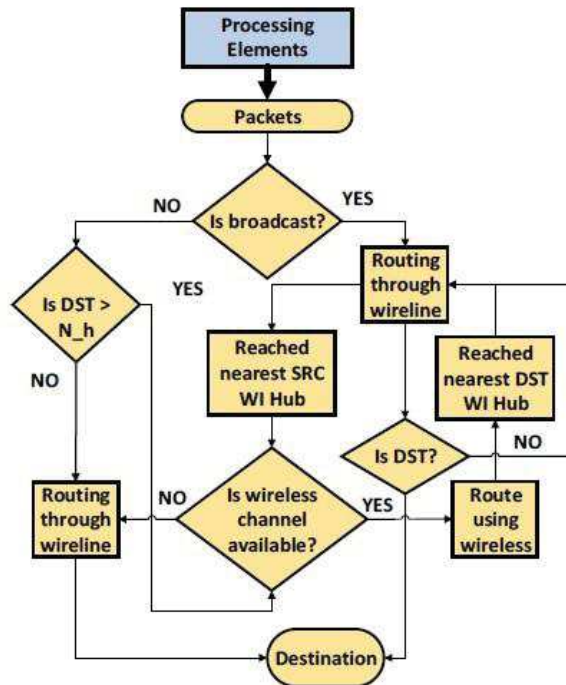 Processing
Elements
Packets
NO
YES
Is broadcast?
Is DST >
N_h
YES
Routing
through
wireline
NO
Reached
nearest SRC
WI Hub
Reached
nearest DST
WI Hub
Is DST?
NO
Routing
through
wireline
NO
Is wireless
channel
available?
YES
Route
using
wireless
Destination